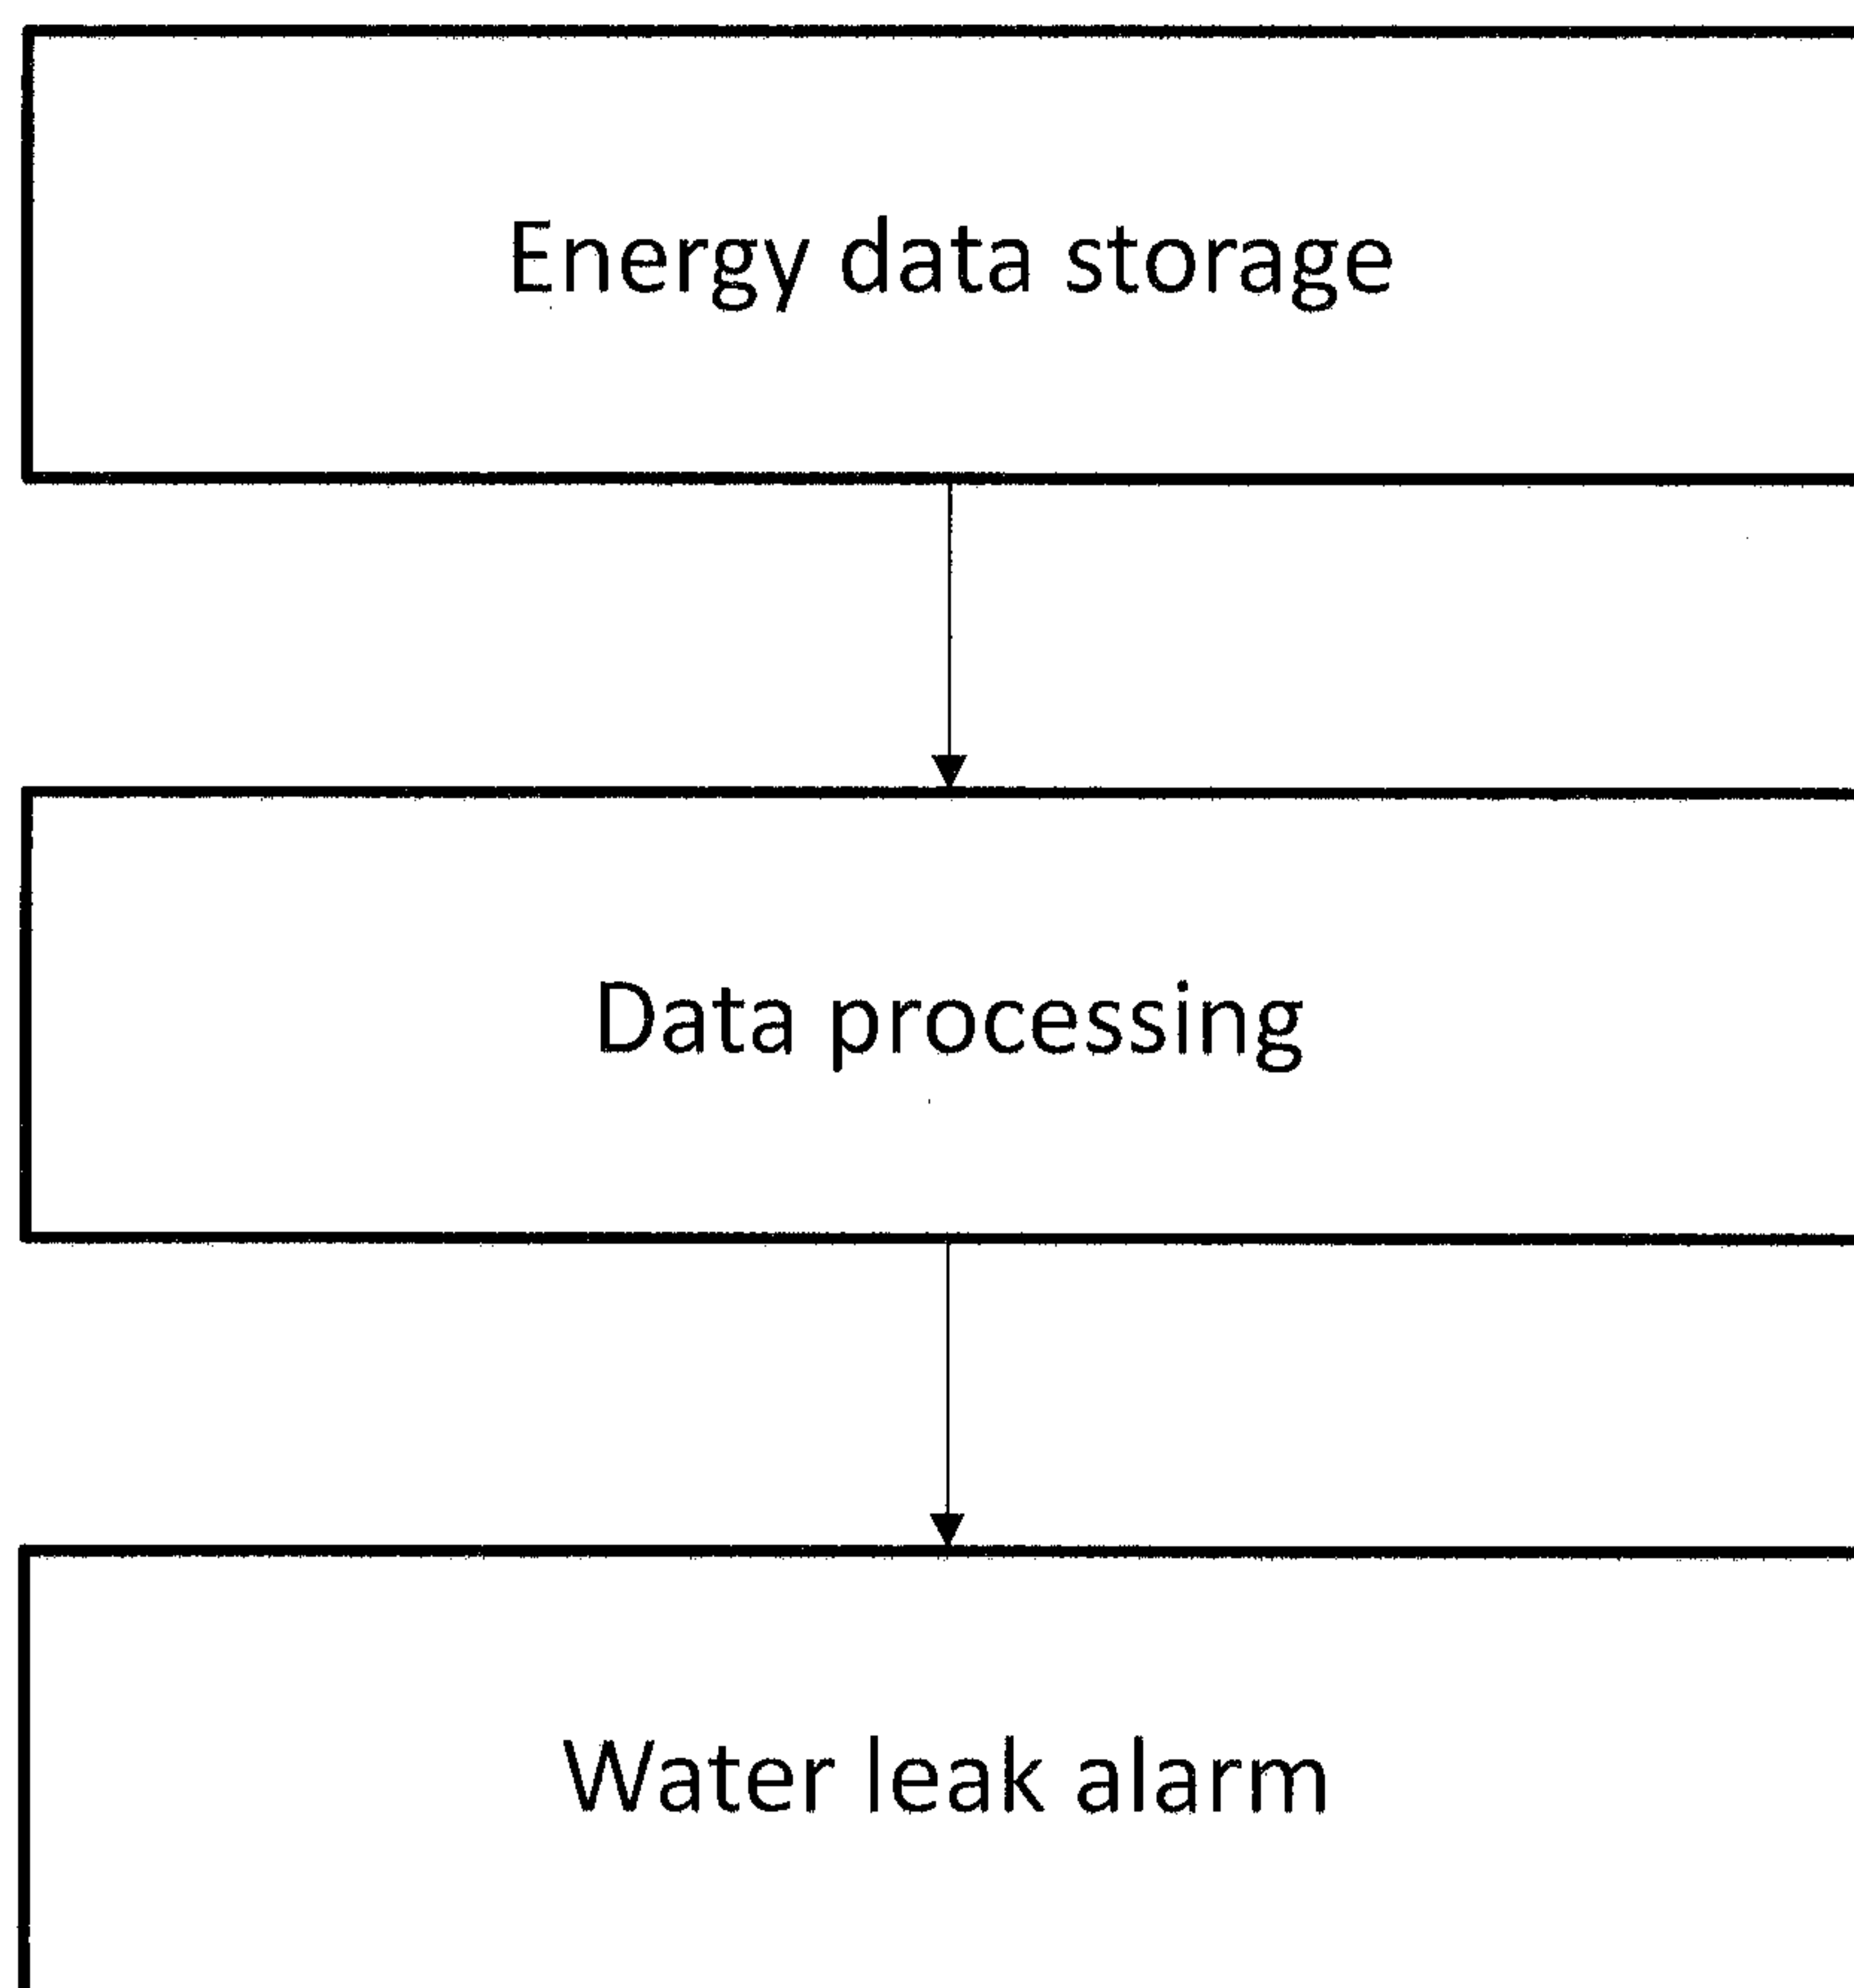 Energy data storage
Data processing
Water leak alarm